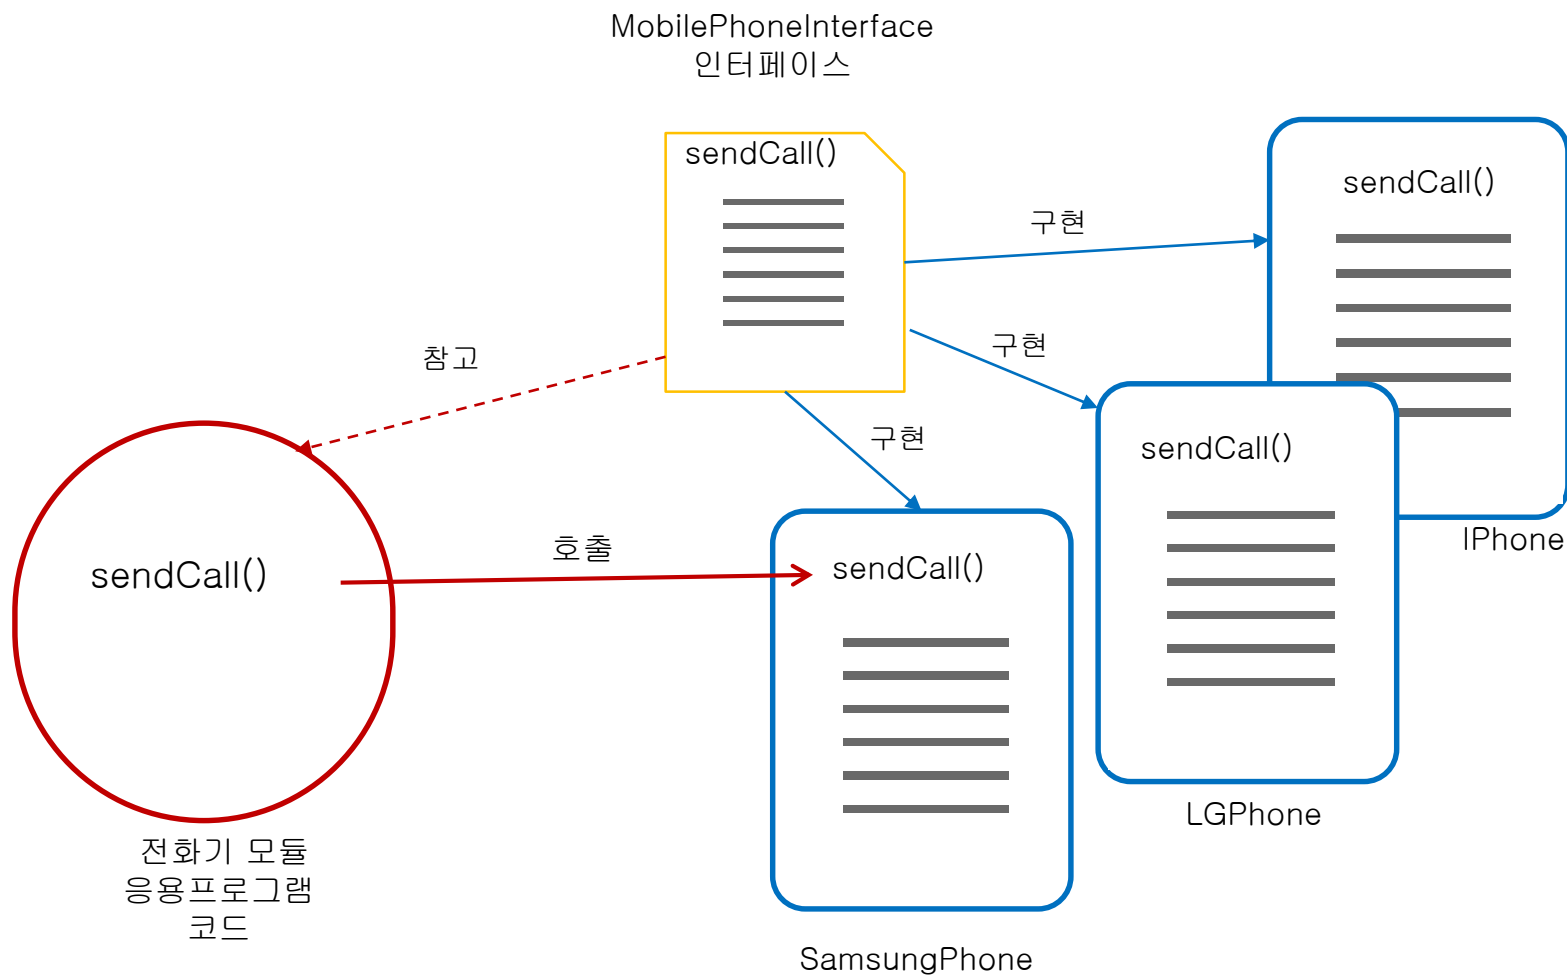 MobilePhoneInterface
인터페이스
sendCall()
sendCall()
구현
구현
참고
구현
sendCall()
sendCall()
호출
sendCall()
IPhone
LGPhone
전화기 모듈
응용프로그램
코드
SamsungPhone